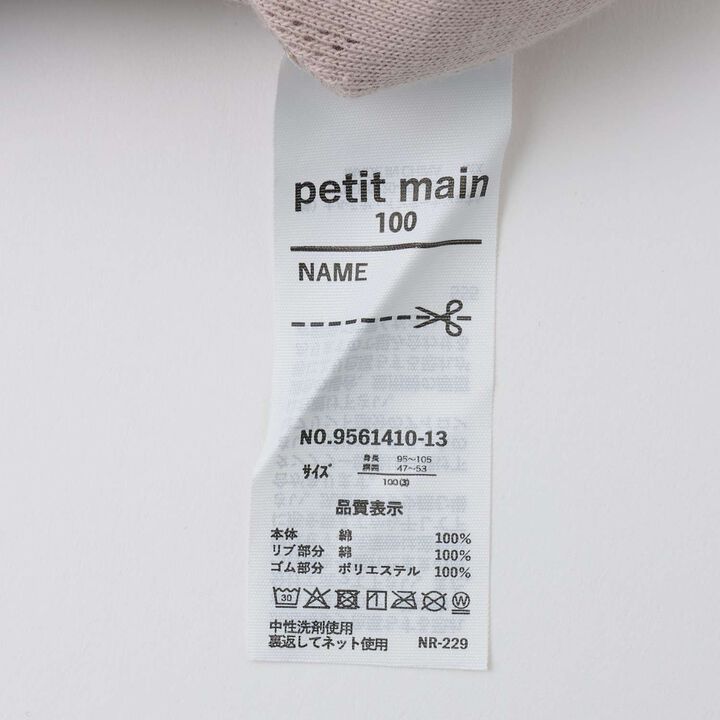 petit main
100
NAME
NO.9561410-13
サイズ
身長 95~105
胴囲 47~53
100(3)
品質表示
本体 綿 100%
リブ部分 綿 100%
ゴム部分 ポリエステル 100%
30
W
中性洗剤使用
裏返してネット使用 NR-229